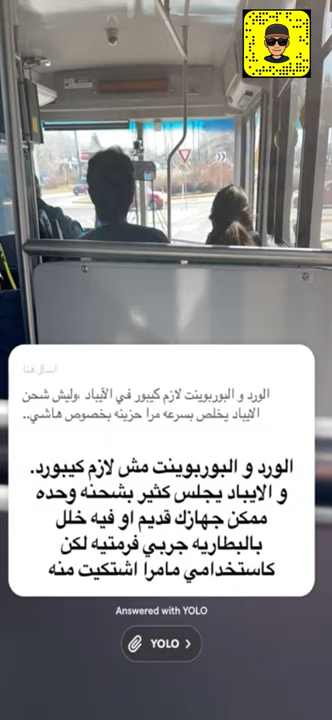 اسأل هنا
الورد و البوربوينت لازم كيبور في الآيباد ،وليش شحن
الايباد يخلص بسرعه مرا حزينه بخصوص هاشي..
الورد و البوربوينت مش لازم كيبورد.
و الايباد يجلس كثير بشحنه وحده
ممكن جهازك قديم او فيه خلل
بالبطاريه جربي فرمتيه لكن
كاستخدامي مامرا اشتكيت منه
Answered with YOLO
YOLO